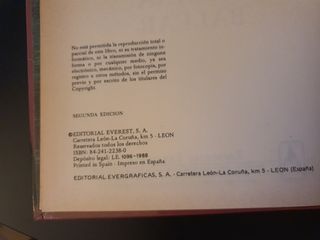 No está permitida la reproducción total o
parcial de este libro, ni su tratamiento
informático, ni la transmisión de ninguna
forma o por cualquier medio, ya sea
electrónico, mecánico, por fotocopia, por
registro u otros métodos, sin el permiso
previo y por escrito de los titulares del
Copyright
SEGUNDA EDICION
©EDITORIAL EVEREST, S. A.
Carretera León-La Coruña, km 5 - LEON
Reservados todos los derechos
ISBN: 84-241-2238-0
Depósito legal: LE. 1096-1988
Printed in Spain - Impreso en España
EDITORIAL EVERGRAFICAS, S. A. - Carretera León-La Coruña, km 5 - LEON (España)